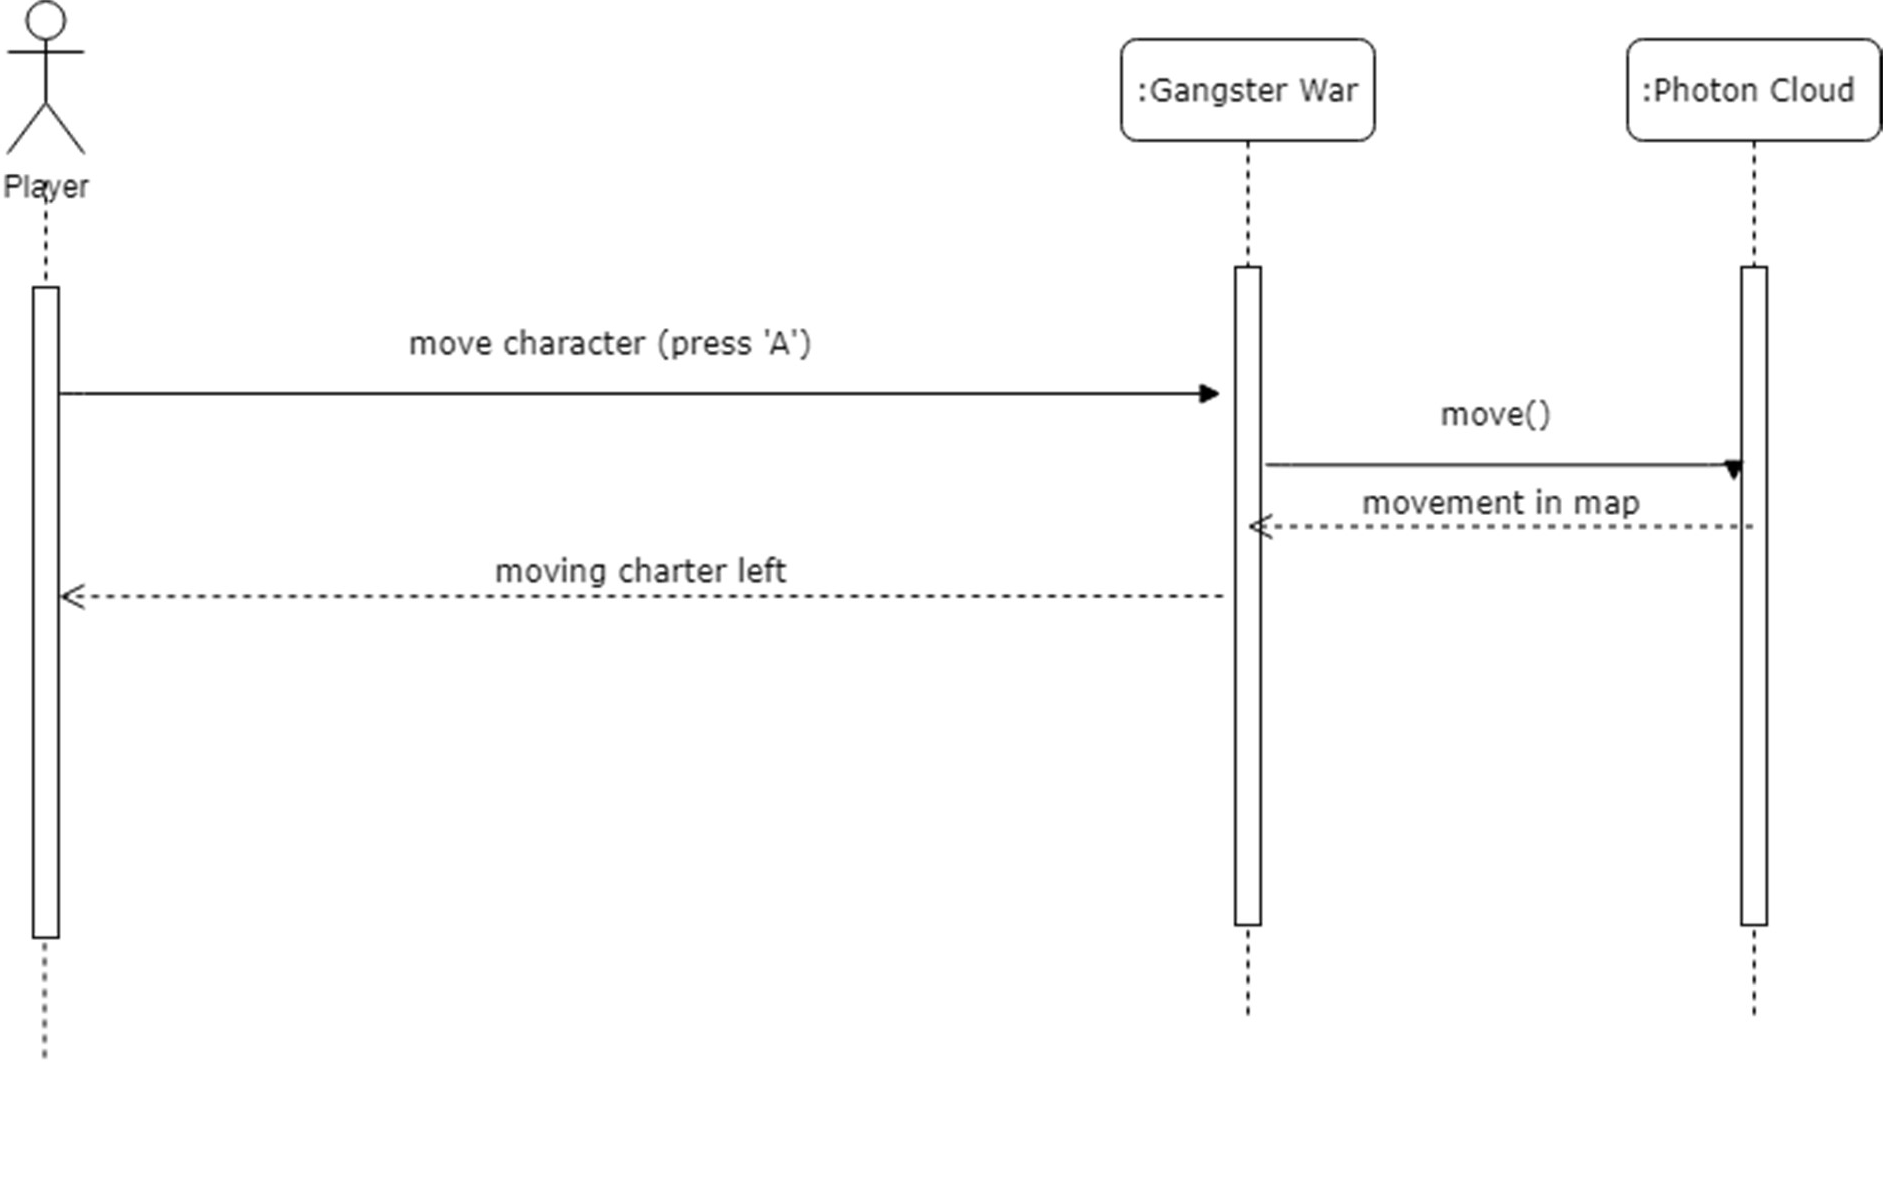 Player
:Gangster War
:Photon Cloud
move character (press 'A')
move()
movement in map
moving charter left